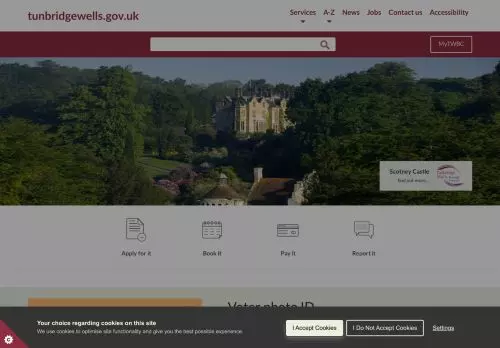 tunbridgewells.gov.uk
Services A-Z News Jobs Contact us Accessibility
MyTWBC
Scotney Castle
find out more...
Apply for it Book it Pay it Report it
Voter photo ID
Your choice regarding cookies on this site
We use cookies to optimise site functionality and give you the best possible experience.
I Accept Cookies I Do Not Accept Cookies Settings